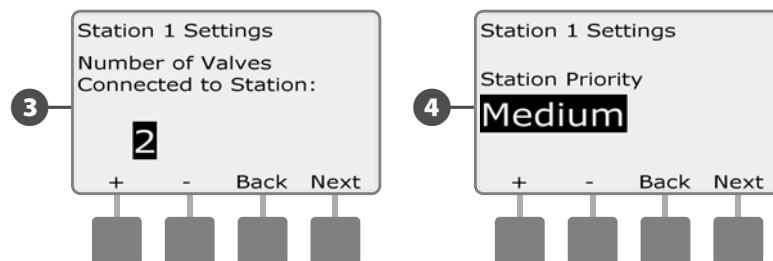 Station 1 Settings
Number of Valves
Connected to Station:
3
2
+ - Back Next
Station 1 Settings
Station Priority
4
Medium
+ - Back Next